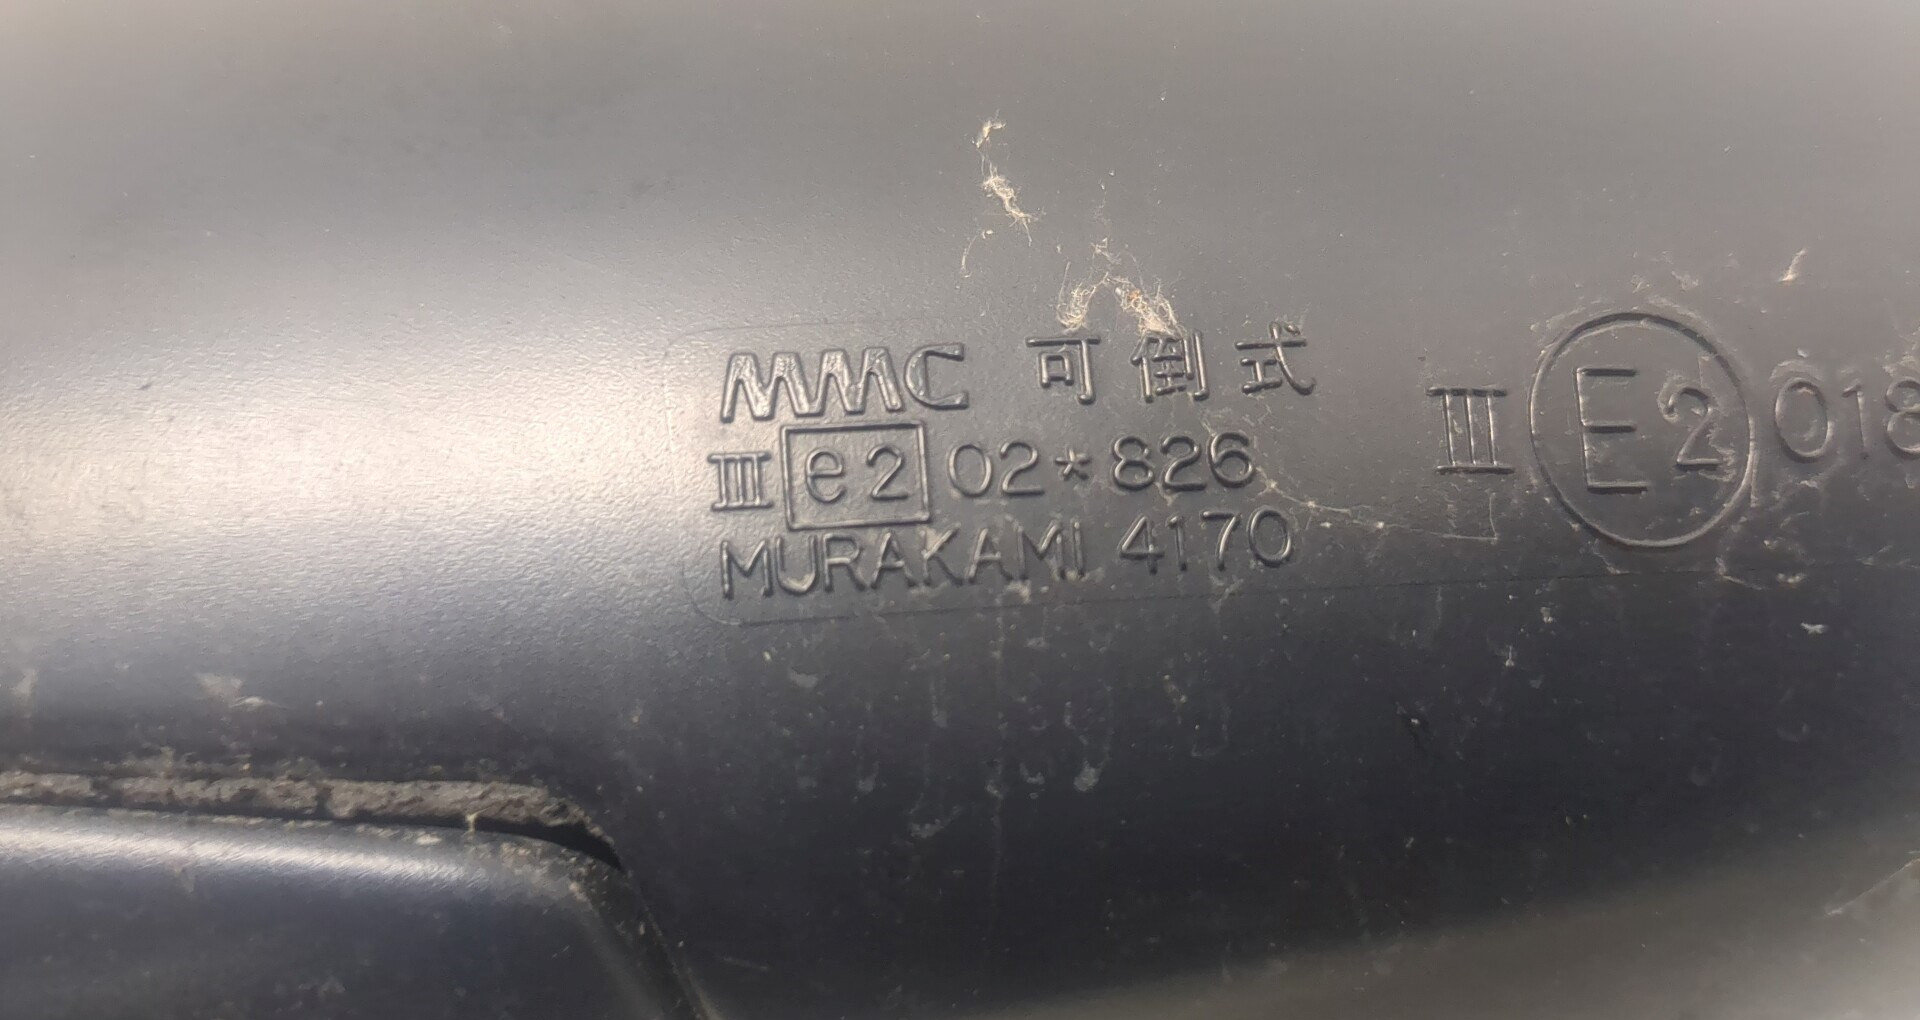 MMC 可倒式
III e2 02*826
MURAKAMI 4170
III E2 018